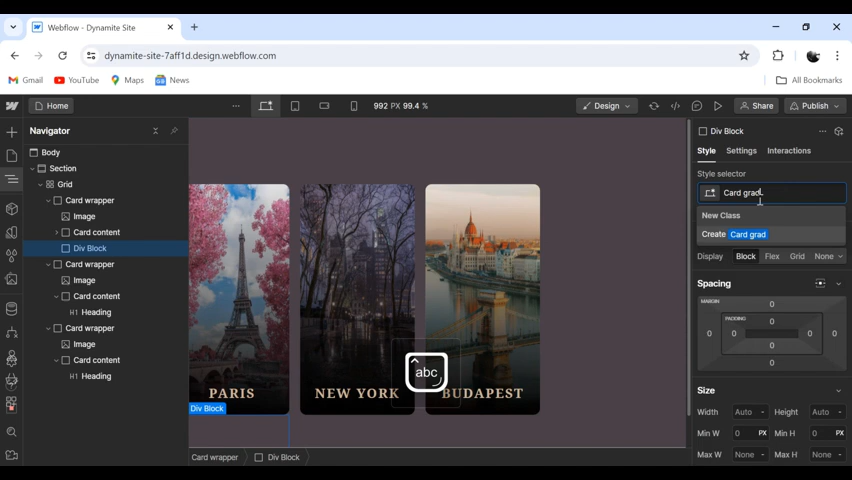 Webflow - Dynamite Site
dynamite-site-7aff1d.design.webflow.com
Gmail YouTube Maps News All Bookmarks
Home 992 PX 99.4 % Design Share Publish
Navigator
Body
Section
Grid
Card wrapper
Image
Card content
Div Block
Card wrapper
Image
Card content
H1 Heading
Card wrapper
Image
Card content
H1 Heading
PARIS
NEW YORK
BUDAPEST
Div Block
abc
Card wrapper Div Block
Div Block
Style Settings Interactions
Style selector
Card grad
New Class
Create Card grad
Display Block Flex Grid None
Spacing
MARGIN 0
PADDING 0
0 0 0 0
0
0
Size
Width Auto - Height Auto -
Min W 0 PX Min H 0 PX
Max W None - Max H None -